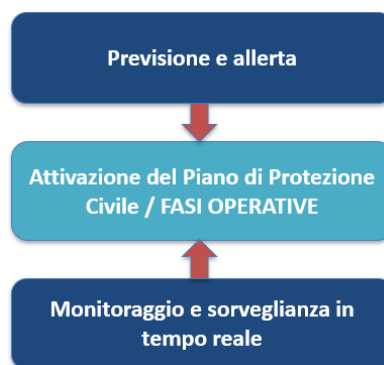 Previsione e allerta
Attivazione del Piano di Protezione
Civile / FASI OPERATIVE
Monitoraggio e sorveglianza in
tempo reale